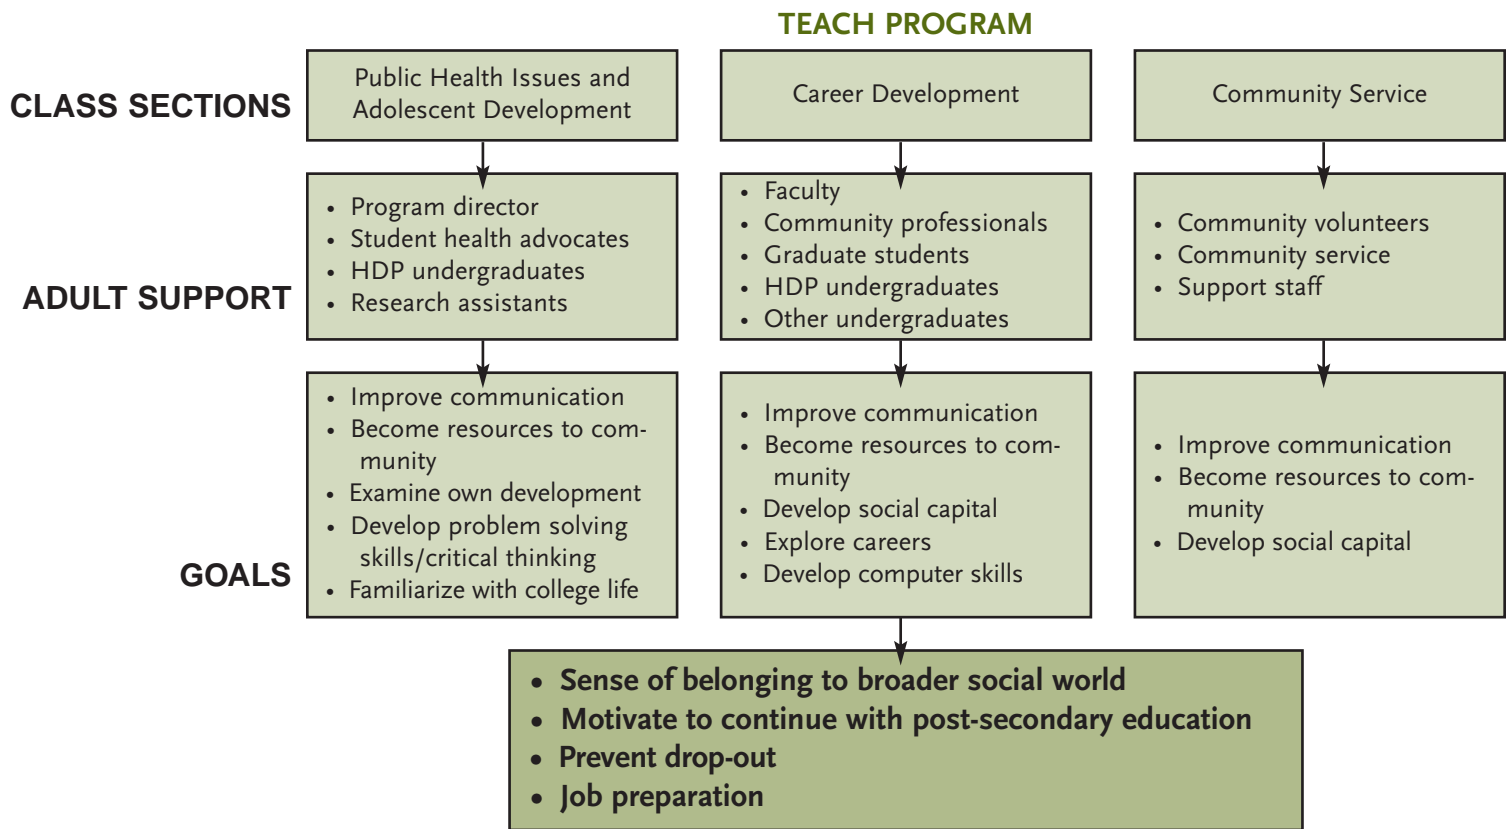 TEACH PROGRAM
CLASS SECTIONS
Public Health Issues and
Adolescent Development
Career Development
Community Service
ADULT SUPPORT
• Program director
• Student health advocates
• HDP undergraduates
• Research assistants
• Faculty
• Community professionals
• Graduate students
• HDP undergraduates
• Other undergraduates
• Community volunteers
• Community service
• Support staff
GOALS
• Improve communication
• Become resources to com-
munity
• Examine own development
• Develop problem solving
skills/critical thinking
• Familiarize with college life
• Improve communication
• Become resources to com-
munity
• Develop social capital
• Explore careers
• Develop computer skills
• Improve communication
• Become resources to com-
munity
• Develop social capital
• Sense of belonging to broader social world
• Motivate to continue with post-secondary education
• Prevent drop-out
• Job preparation